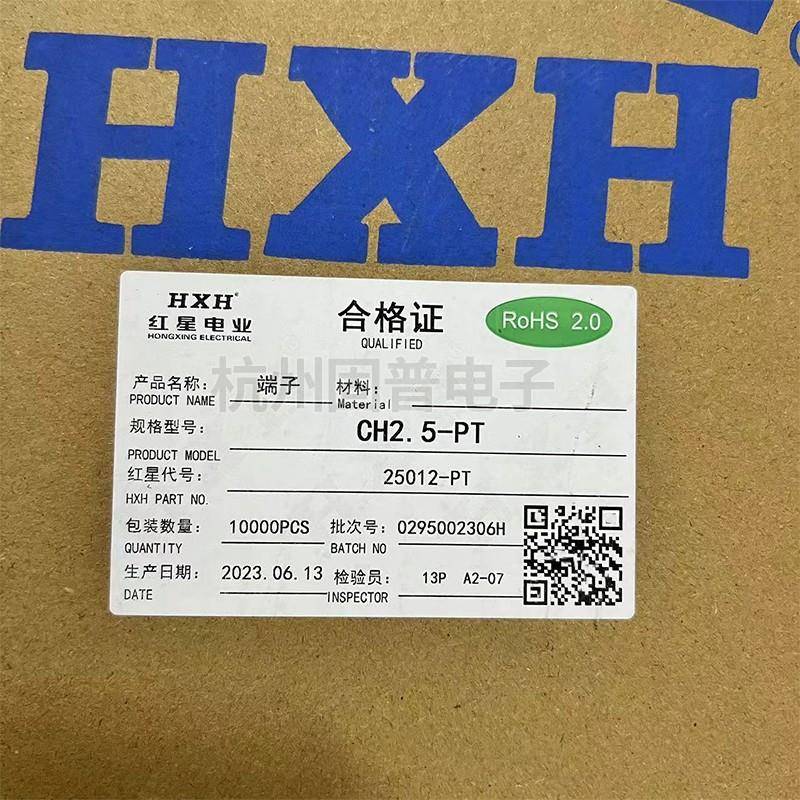 HXH
HXH®
红星电业
HONGXING ELECTRICAL
合格证
QUALIFIED
RoHS 2.0
杭州固普电子
产品名称: 端子 材料:
PRODUCT NAME Material
规格型号: CH2.5-PT
PRODUCT MODEL
红星代号: 25012-PT
HXH PART NO.
包装数量: 10000PCS 批次号: 0295002306H
QUANTITY BATCH NO
生产日期: 2023.06.13 检验员: 13P A2-07
DATE INSPECTOR